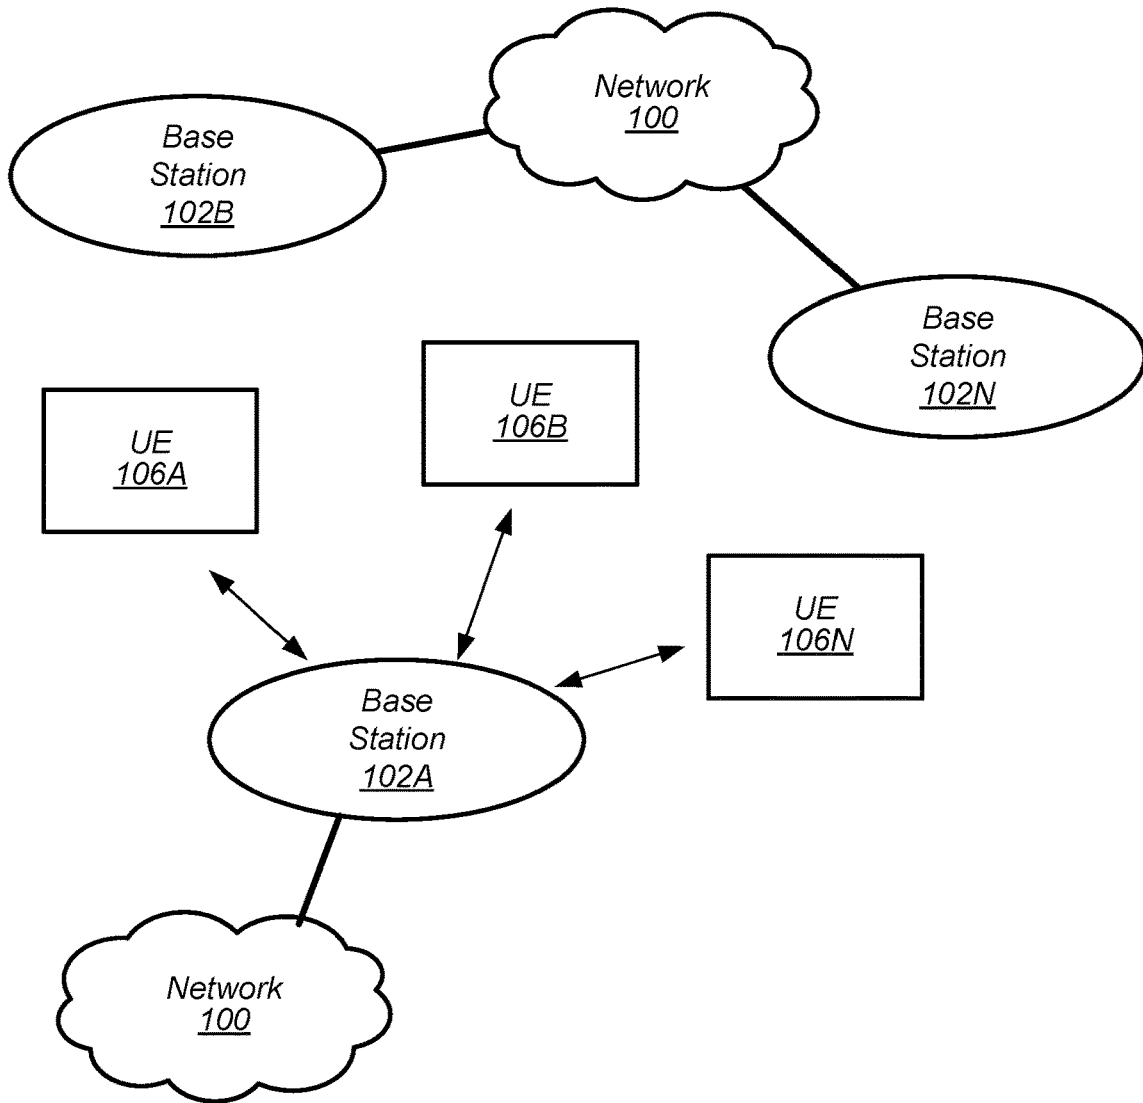 Network
100
Base
Station
102B
Base
Station
102N
UE
106B
UE
106A
UE
106N
Base
Station
102A
Network
100